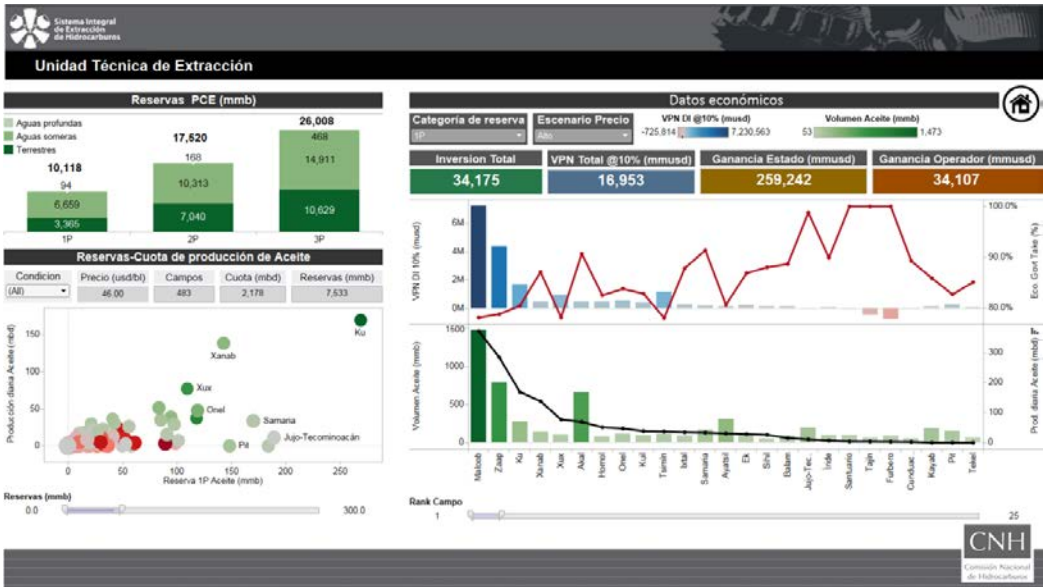 Sistema Integral
de Extracción
de Hidrocarburos
Unidad Técnica de Extracción
Reservas PCE (mmb)
Aguas profundas
Aguas someras
Terrestres
10,118
94
6,659
3,365
1P
17,520
168
10,313
7,040
2P
26,008
468
14,911
10,629
3P
Reservas-Cuota de producción de Aceite
Condicion
(All)
Precio (usd/bl)
46.00
Campos
483
Cuota (mbd)
2,178
Reservas (mmb)
7,533
Producción diaria Aceite (mbd)
150
100
50
0
Ku
Xanab
Xux
Onel
Samaria
Jujo-Tecominoacán
0 50 100 150 200 250
Reserva 1P Aceite (mmb)
Reservas (mmb)
0.0 300.0
Datos económicos
Categoría de reserva
1P
Escenario Precio
Alto
VPN DI @10% (musd)
-725,814 7,230,563
Volumen Aceite (mmb)
53 1,473
Inversion Total
34,175
VPN Total @10% (mmusd)
16,953
Ganancia Estado (mmusd)
259,242
Ganancia Operador (mmusd)
34,107
VPN DI 10% (musd)
6M
4M
2M
0M
100.0%
90.0%
80.0%
Eco. Govt Take (%)
Volumen Aceite (mmb)
1500
1000
500
0
300
200
100
0
Prod. diaria Aceite (mbd)
Maloob
Zaap
Ku
Xanab
Xux
Akal
Homol
Onel
Kuil
Tsimin
Ixtal
Samaria
Ayatsil
Ek
Sihil
Balam
Jujo-Tec..
Íride
Santuario
Tajín
Furbero
Cunduac..
Kayab
Pit
Tekel
Rank Campo
1 25
CNH
Comisión Nacional
de Hidrocarburos